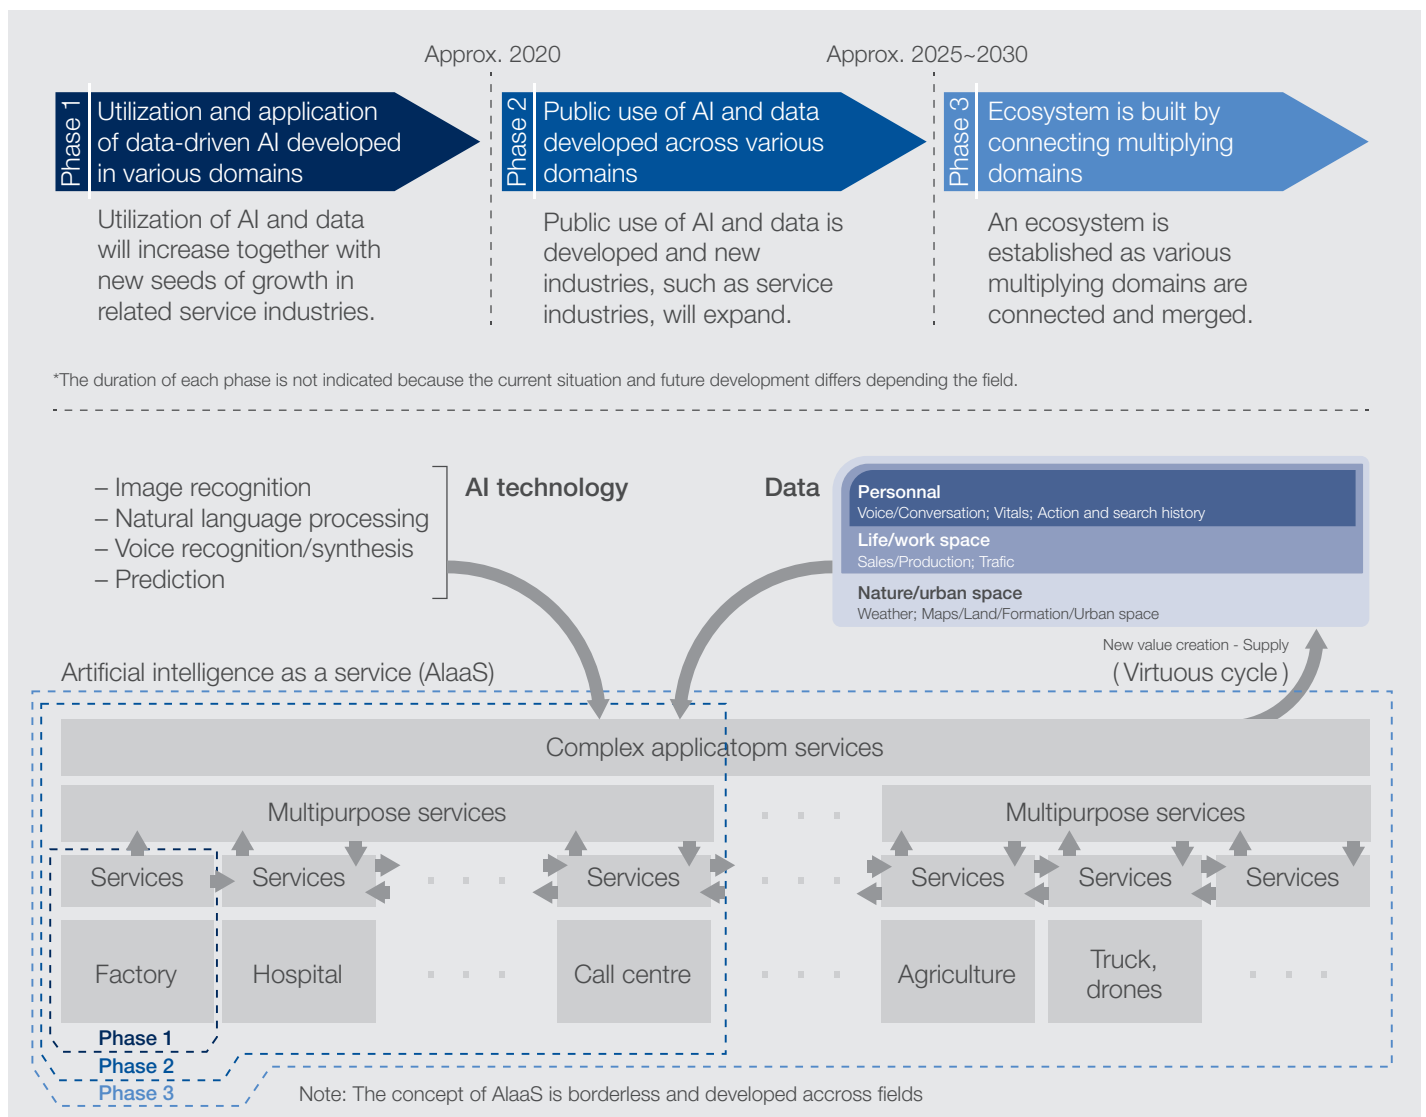 Approx. 2020
Approx. 2025~2030
Phase 1
Utilization and application
of data-driven AI developed
in various domains
Phase 2
Public use of AI and data
developed across various
domains
Phase 3
Ecosystem is built by
connecting multiplying
domains
Utilization of AI and data
will increase together with
new seeds of growth in
related service industries.
Public use of AI and data is
developed and new
industries, such as service
industries, will expand.
An ecosystem is
established as various
multiplying domains are
connected and merged.
*The duration of each phase is not indicated because the current situation and future development differs depending the field.
– Image recognition
– Natural language processing
– Voice recognition/synthesis
– Prediction
AI technology
Data
Personnal
Voice/Conversation; Vitals; Action and search history
Life/work space
Sales/Production; Trafic
Nature/urban space
Weather; Maps/Land/Formation/Urban space
New value creation - Supply
(Virtuous cycle)
Artificial intelligence as a service (AIaaS)
Complex applicatopm services
Multipurpose services
Multipurpose services
Services
Services
Services
Services
Services
Services
Factory
Hospital
Call centre
Agriculture
Truck,
drones
Phase 1
Phase 2
Phase 3
Note: The concept of AIaaS is borderless and developed accross fields